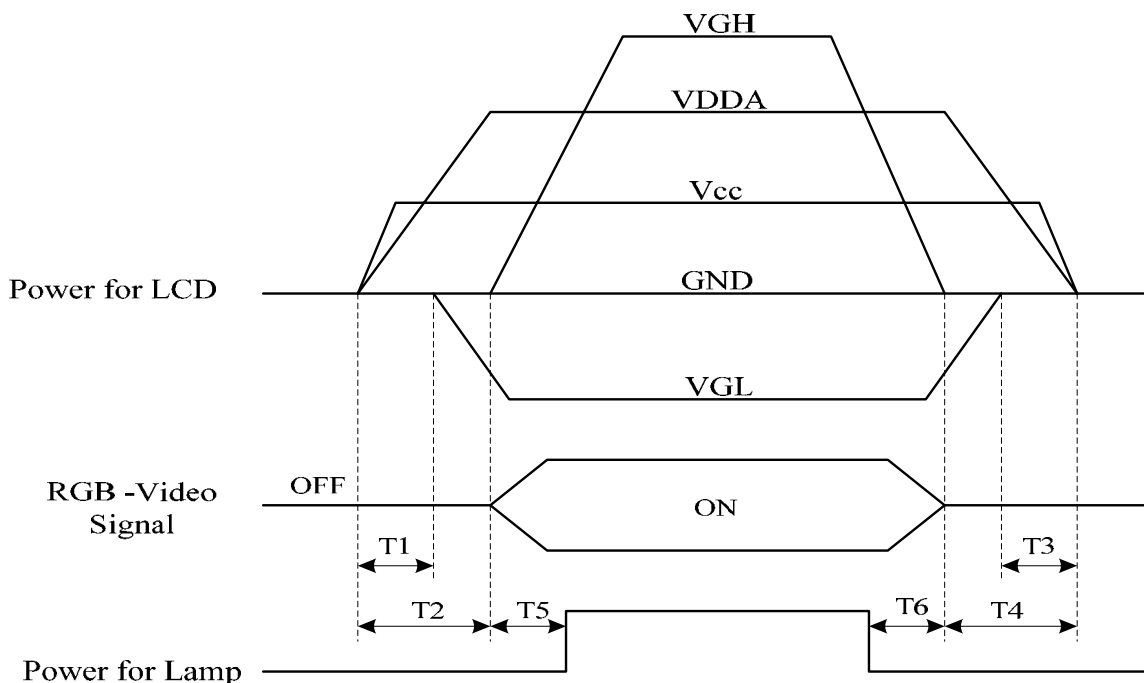 VGH
VDDA
Vcc
Power for LCD
GND
VGL
RGB -Video
Signal
OFF
ON
T1
T3
T2
T5
T6
T4
Power for Lamp